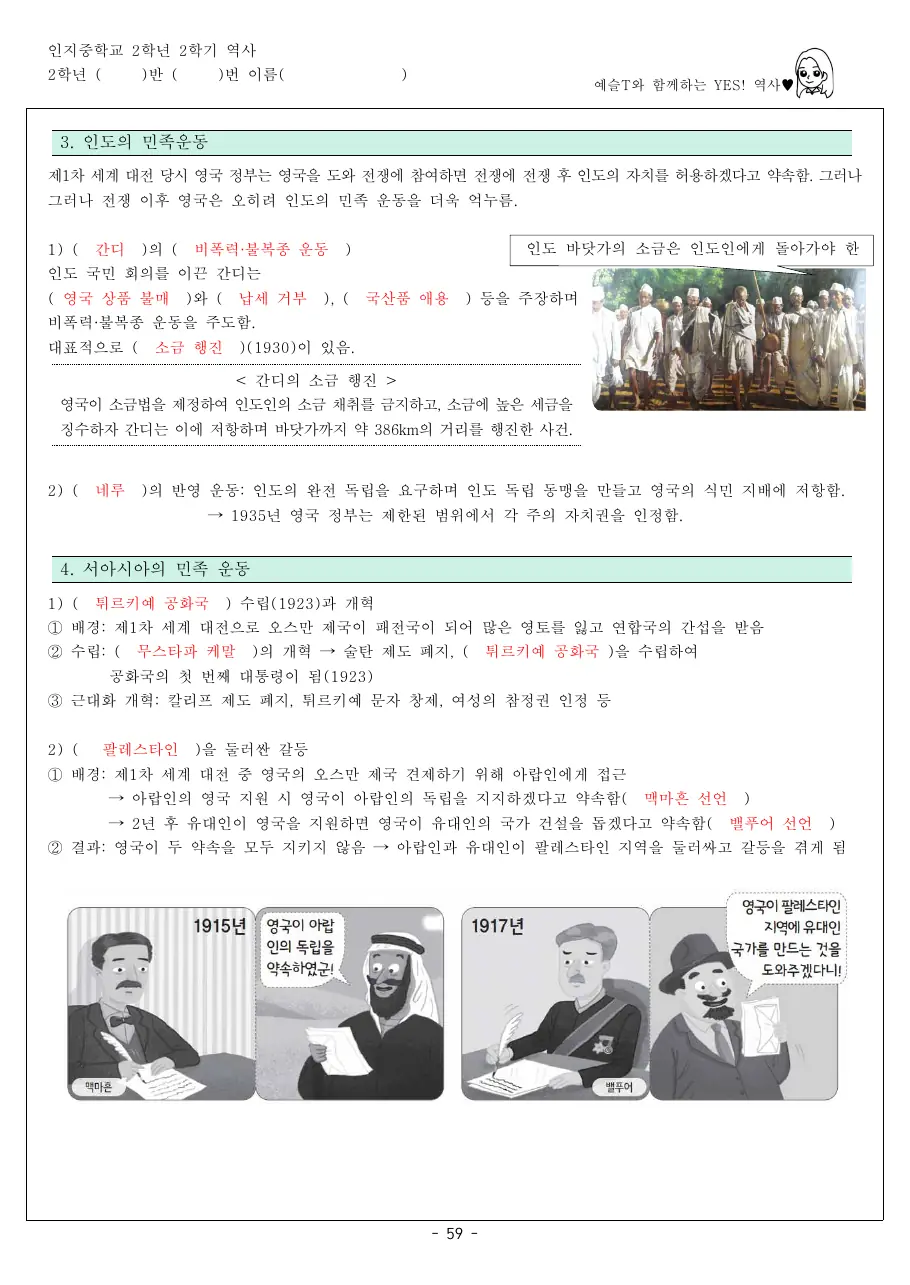 인지중학교 2학년 2학기 역사
2학년 (     )반 (     )번 이름(               )
예슬T와 함께하는 YES! 역사♥
3. 인도의 민족운동
제1차 세계 대전 당시 영국 정부는 영국을 도와 전쟁에 참여하면 전쟁에 전쟁 후 인도의 자치를 허용하겠다고 약속함. 그러나
그러나 전쟁 이후 영국은 오히려 인도의 민족 운동을 더욱 억누름.
1) (  간디  )의 (  비폭력·불복종 운동  )
인도 바닷가의 소금은 인도인에게 돌아가야 한
인도 국민 회의를 이끈 간디는
( 영국 상품 불매  )와 (  납세 거부  ), (  국산품 애용  ) 등을 주장하며
비폭력·불복종 운동을 주도함.
대표적으로 (  소금 행진  )(1930)이 있음.
< 간디의 소금 행진 >
영국이 소금법을 제정하여 인도인의 소금 채취를 금지하고, 소금에 높은 세금을
징수하자 간디는 이에 저항하며 바닷가까지 약 386km의 거리를 행진한 사건.
2) (  네루  )의 반영 운동: 인도의 완전 독립을 요구하며 인도 독립 동맹을 만들고 영국의 식민 지배에 저항함.
→ 1935년 영국 정부는 제한된 범위에서 각 주의 자치권을 인정함.
4. 서아시아의 민족 운동
1) (  튀르키예 공화국  ) 수립(1923)과 개혁
① 배경: 제1차 세계 대전으로 오스만 제국이 패전국이 되어 많은 영토를 잃고 연합국의 간섭을 받음
② 수립: (  무스타파 케말  )의 개혁 → 술탄 제도 폐지, (  튀르키예 공화국 )을 수립하여
공화국의 첫 번째 대통령이 됨(1923)
③ 근대화 개혁: 칼리프 제도 폐지, 튀르키예 문자 창제, 여성의 참정권 인정 등
2) (   팔레스타인  )을 둘러싼 갈등
① 배경: 제1차 세계 대전 중 영국의 오스만 제국 견제하기 위해 아랍인에게 접근
→ 아랍인의 영국 지원 시 영국이 아랍인의 독립을 지지하겠다고 약속함(  맥마흔 선언  )
→ 2년 후 유대인이 영국을 지원하면 영국이 유대인의 국가 건설을 돕겠다고 약속함(  밸푸어 선언  )
② 결과: 영국이 두 약속을 모두 지키지 않음 → 아랍인과 유대인이 팔레스타인 지역을 둘러싸고 갈등을 겪게 됨
1915년
영국이 아랍
인의 독립을
약속하였군!
맥마흔
1917년
영국이 팔레스타인
지역에 유대인
국가를 만드는 것을
도와주겠다니!
밸푸어
- 59 -